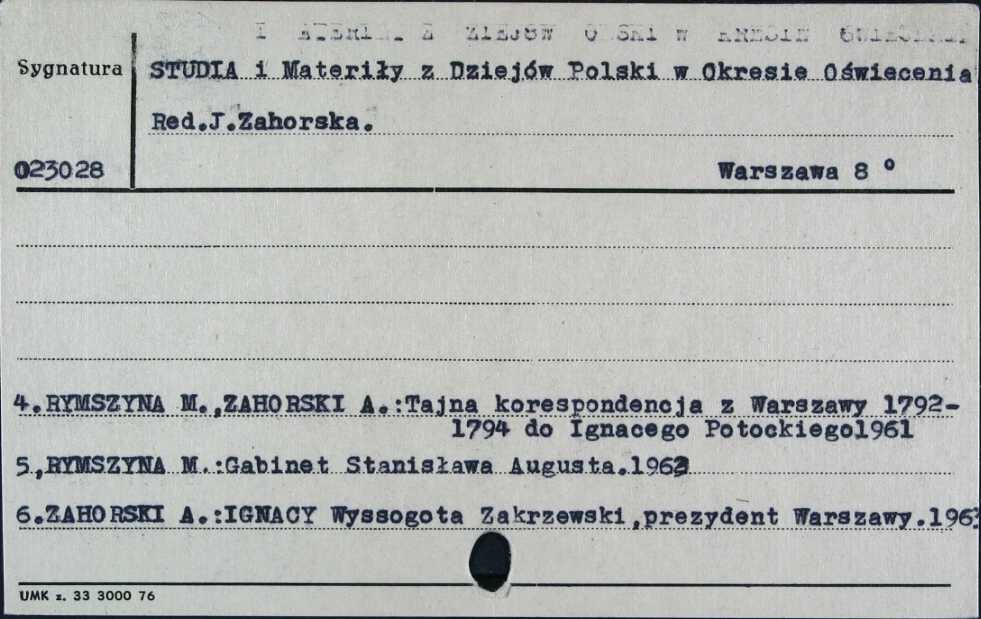 Sygnatura
STUDIA i Materiły z Dziejów Polski w Okresie Oświecenia
Red.J.Zahorska.
023028
Warszawa 8 °
4.RYMSZYNA M.,ZAHORSKI A.:Tajna korespondencja z Warszawy 1792-
1794 do Ignacego Potockiego1961
5,RYMSZYNA M.:Gabinet Stanisława Augusta.1962
6.ZAHORSKI A.:IGNACY Wyssogota Zakrzewski,prezydent Warszawy.1963
UMK z. 33 3000 76